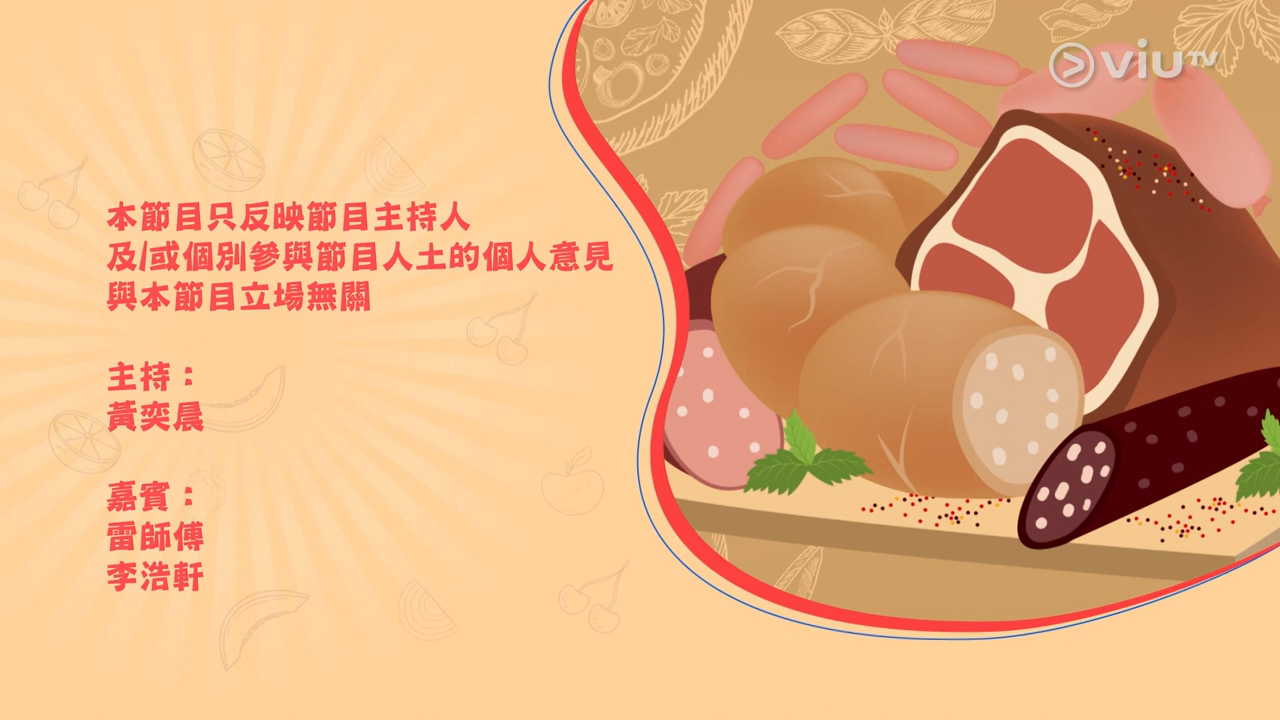 viuTV
本節目只反映節目主持人
及/或個別參與節目人土的個人意見
與本節目立場無關
主持：
黃奕晨
嘉賓：
雷師傅
李浩軒